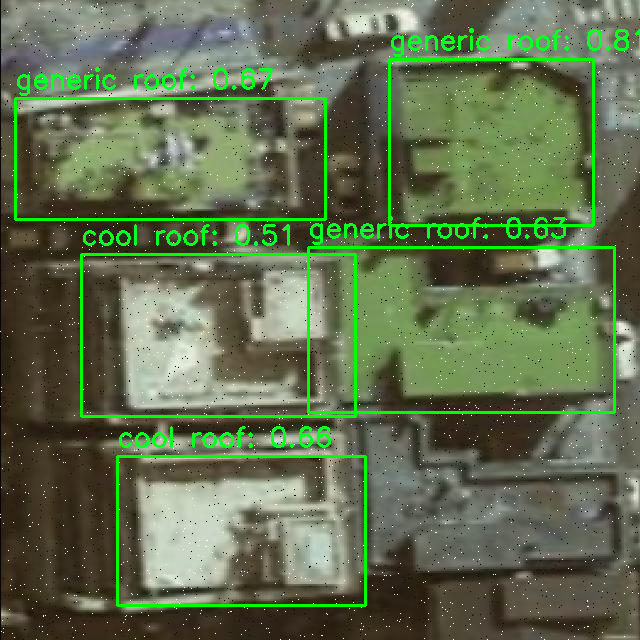 generic roof: 0.81
generic roof: 0.67
cool roof: 0.51
generic roof: 0.63
cool roof: 0.66